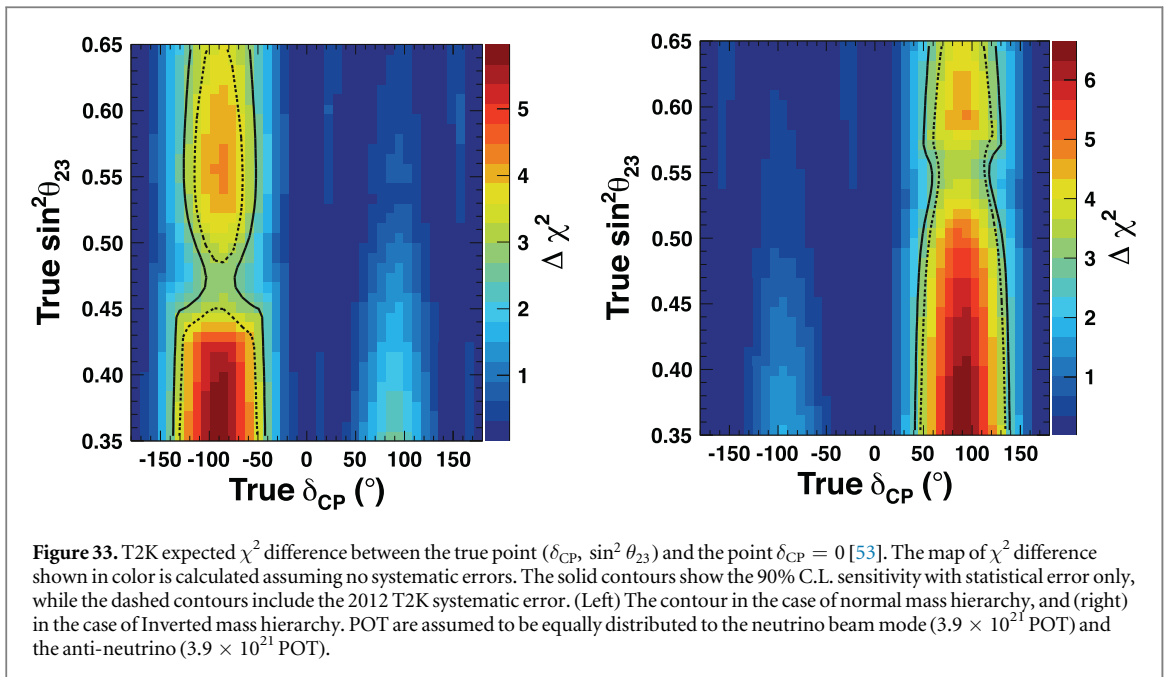 0.65
0.60
0.55
0.50
0.45
0.40
0.35
True sin²θ₂₃
-150 -100 -50 0 50 100 150
True δCP (°)
5
4
3
2
1
Δ χ²
0.65
0.60
0.55
0.50
0.45
0.40
0.35
True sin²θ₂₃
-150 -100 -50 0 50 100 150
True δCP (°)
6
5
4
3
2
1
Δ χ²
Figure 33. T2K expected χ² difference between the true point (δCP, sin² θ₂₃) and the point δCP = 0 [53]. The map of χ² difference
shown in color is calculated assuming no systematic errors. The solid contours show the 90% C.L. sensitivity with statistical error only,
while the dashed contours include the 2012 T2K systematic error. (Left) The contour in the case of normal mass hierarchy, and (right)
in the case of Inverted mass hierarchy. POT are assumed to be equally distributed to the neutrino beam mode (3.9 × 10²¹ POT) and
the anti-neutrino (3.9 × 10²¹ POT).